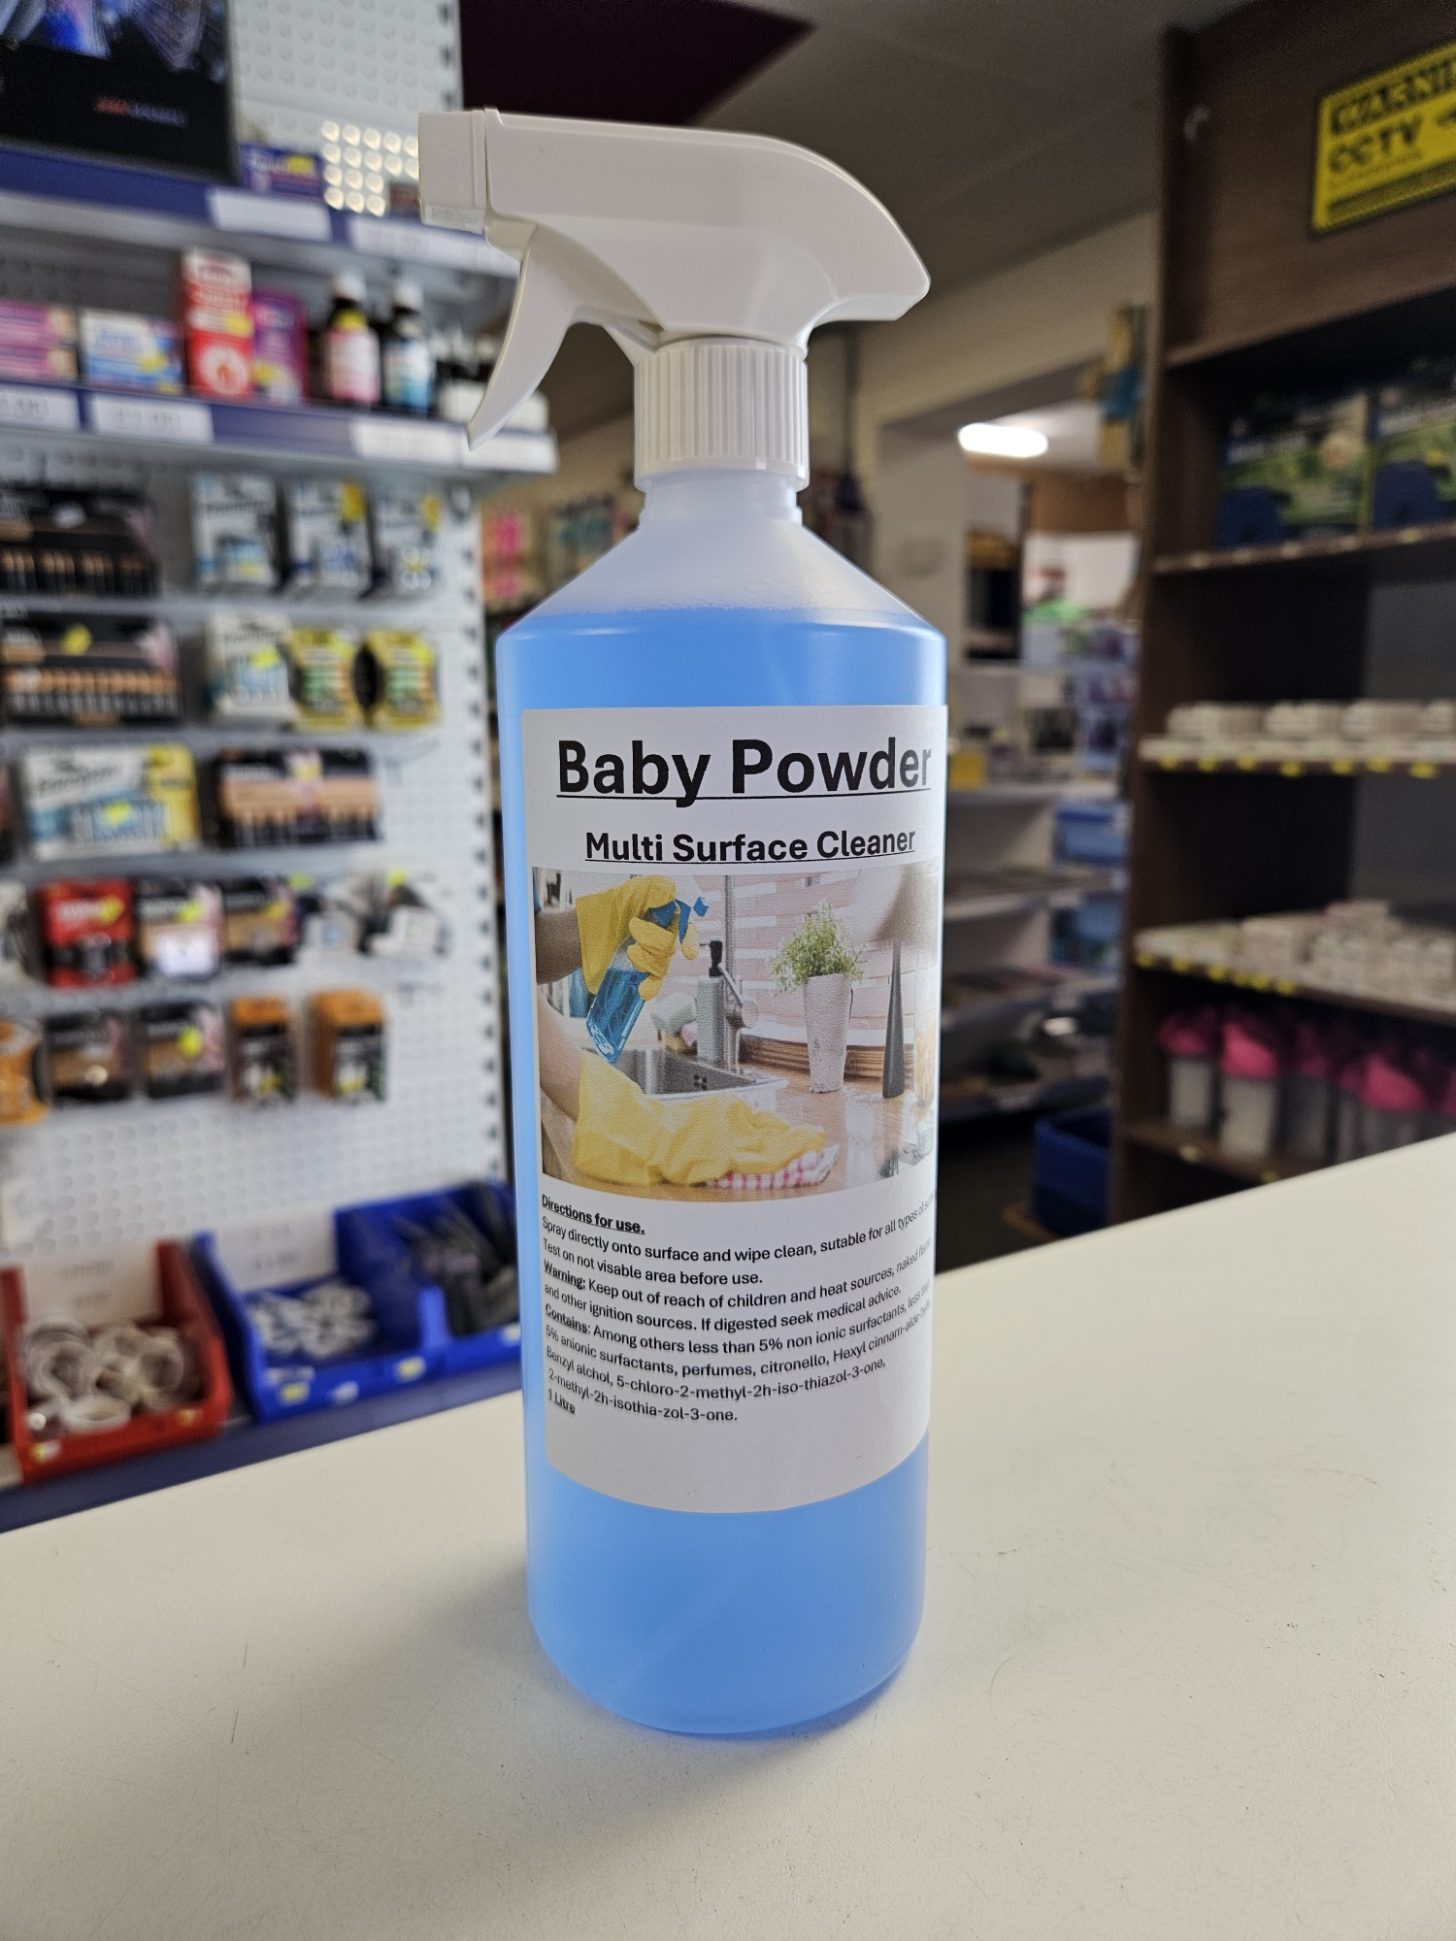 WARNING
CCTV
Baby Powder
Multi Surface Cleaner
Directions for use.
Spray directly onto surface and wipe clean, suitable for all types of
Test on not visable area before use.
Warning: Keep out of reach of children and heat sources, naked
and other ignition sources. If digested seek medical advice.
Contains: Among others less than 5% non ionic surfactants, less
5% anionic surfactants, perfumes, citronello, Hexyl
Benzyl alchol, 5-chloro-2-methyl-2h-iso-thiazol-3-one,
2-methyl-2h-isothia-zol-3-one.
1 Litre